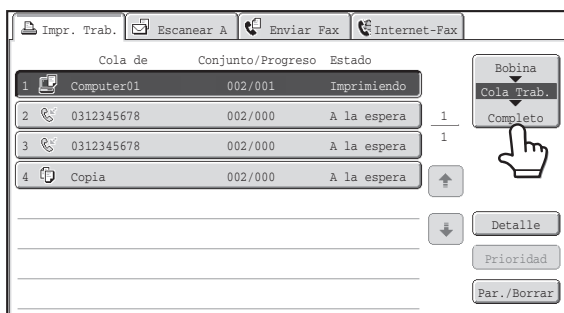 Impr. Trab. Escanear A Enviar Fax Internet-Fax
Cola de Conjunto/Progreso Estado
1 Computer01 002/001 Imprimiendo
2 0312345678 002/000 A la espera
3 0312345678 002/000 A la espera
4 Copia 002/000 A la espera
1
1
Bobina
Cola Trab.
Completo
Detalle
Prioridad
Par./Borrar